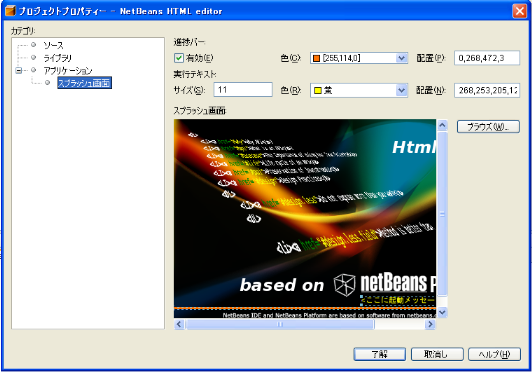 プロジェクトプロパティー - NetBeans HTML editor
カテゴリ:
ソース
ライブラリ
アプリケーション
スプラッシュ画面
進捗バー
有効(E) 色(C): [255,114,0] 配置(P): 0,268,472,3
実行テキスト
サイズ(S): 11 色(R): 黄 配置(N): 268,253,205,12
スプラッシュ画面:
ブラウズ(W)...
Html
based on netBeans P
ここに起動メッセー
NetBeans IDC and NetBeans Platform are based on software from netbeans.
了解 取消し ヘルプ(H)